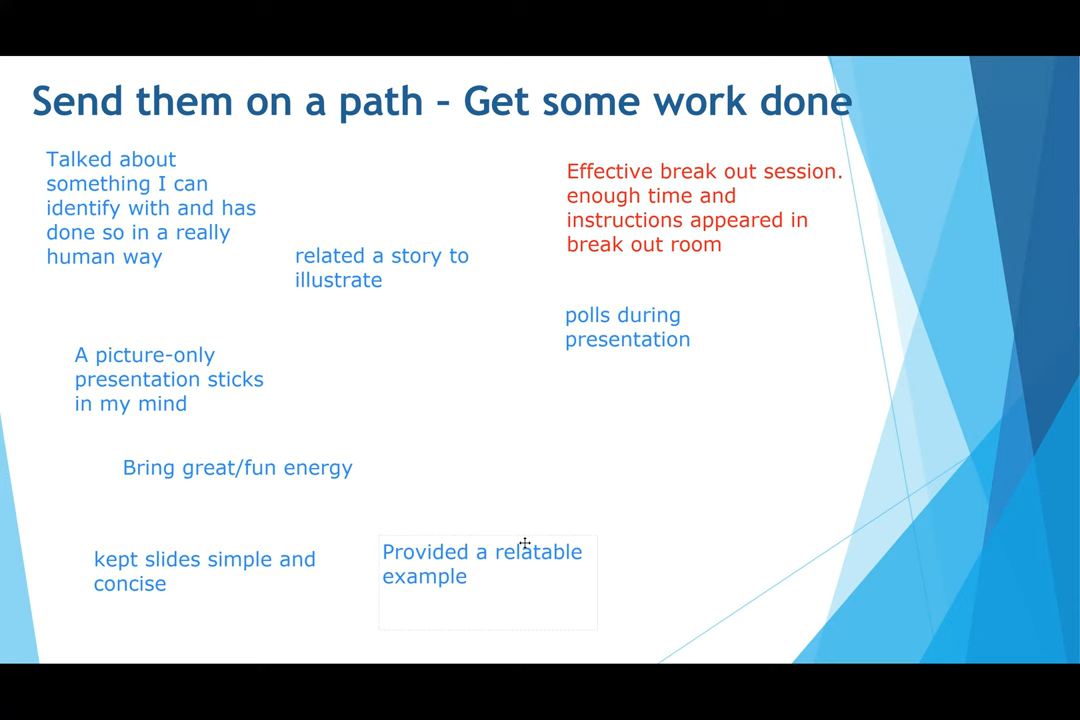 Send them on a path – Get some work done
Talked about
something I can
identify with and has
done so in a really
human way
related a story to
illustrate
Effective break out session.
enough time and
instructions appeared in
break out room
polls during
presentation
A picture-only
presentation sticks
in my mind
Bring great/fun energy
kept slides simple and
concise
Provided a relatable
example